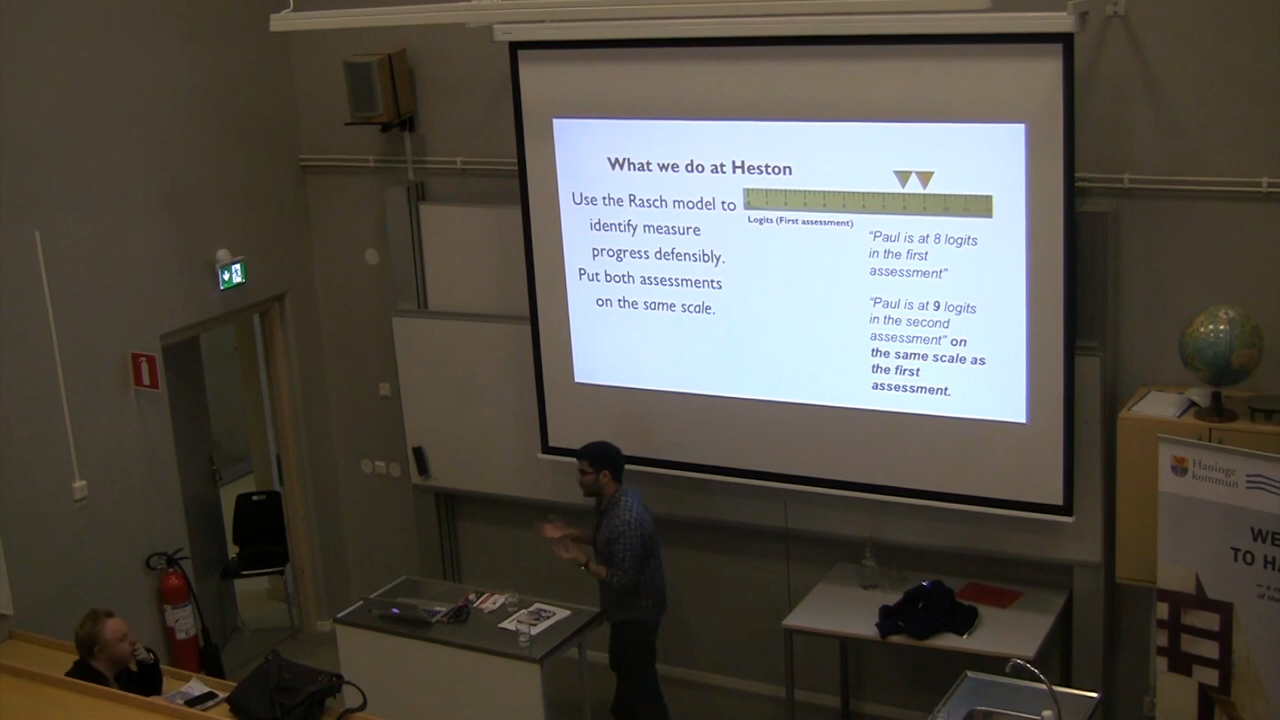 What we do at Heston
Use the Rasch model to
identify measure
progress defensibly.
Put both assessments
on the same scale.
Logits (First assessment)
“Paul is at 8 logits
in the first
assessment”
“Paul is at 9 logits
in the second
assessment” on
the same scale as
the first
assessment.
Haninge
kommun
WE
TO HA